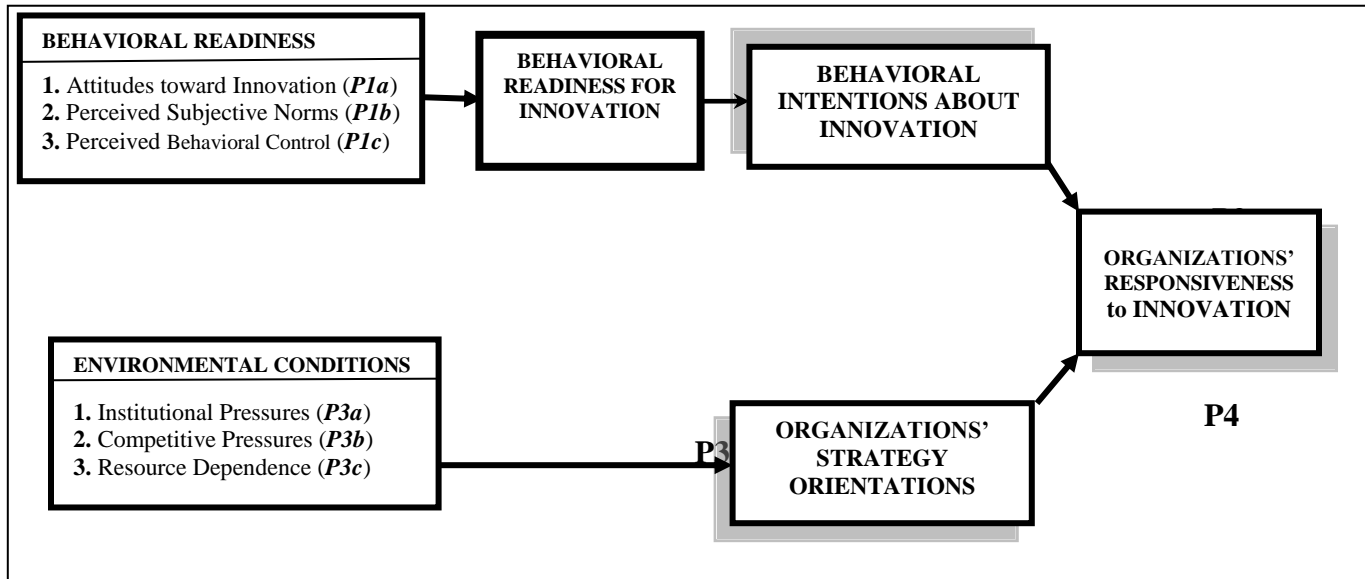 BEHAVIORAL READINESS
1. Attitudes toward Innovation (P1a)
2. Perceived Subjective Norms (P1b)
3. Perceived Behavioral Control (P1c)
BEHAVIORAL
READINESS FOR
INNOVATION
BEHAVIORAL
INTENTIONS ABOUT
INNOVATION
ORGANIZATIONS'
RESPONSIVENESS
to INNOVATION
ENVIRONMENTAL CONDITIONS
1. Institutional Pressures (P3a)
2. Competitive Pressures (P3b)
3. Resource Dependence (P3c)
P3
ORGANIZATIONS'
STRATEGY
ORIENTATIONS
P4